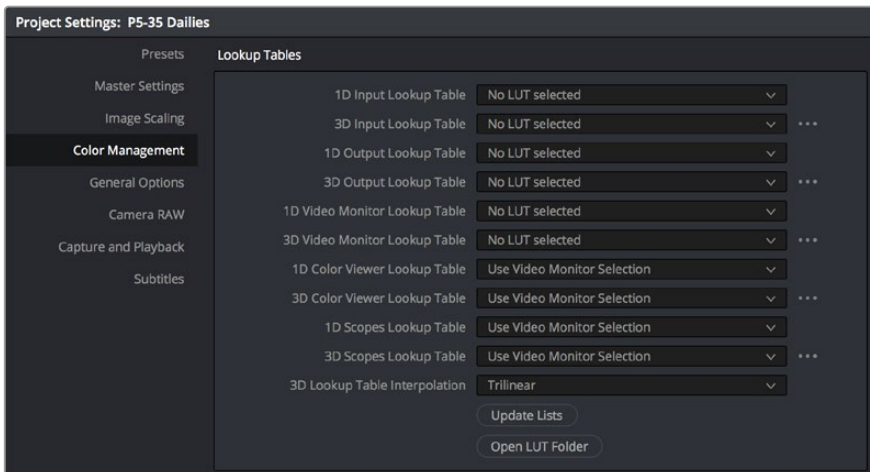 Project Settings: P5-35 Dailies
Presets
Master Settings
Image Scaling
Color Management
General Options
Camera RAW
Capture and Playback
Subtitles
Lookup Tables
1D Input Lookup Table No LUT selected
3D Input Lookup Table No LUT selected
1D Output Lookup Table No LUT selected
3D Output Lookup Table No LUT selected
1D Video Monitor Lookup Table No LUT selected
3D Video Monitor Lookup Table No LUT selected
1D Color Viewer Lookup Table Use Video Monitor Selection
3D Color Viewer Lookup Table Use Video Monitor Selection
1D Scopes Lookup Table Use Video Monitor Selection
3D Scopes Lookup Table Use Video Monitor Selection
3D Lookup Table Interpolation Trilinear
Update Lists
Open LUT Folder